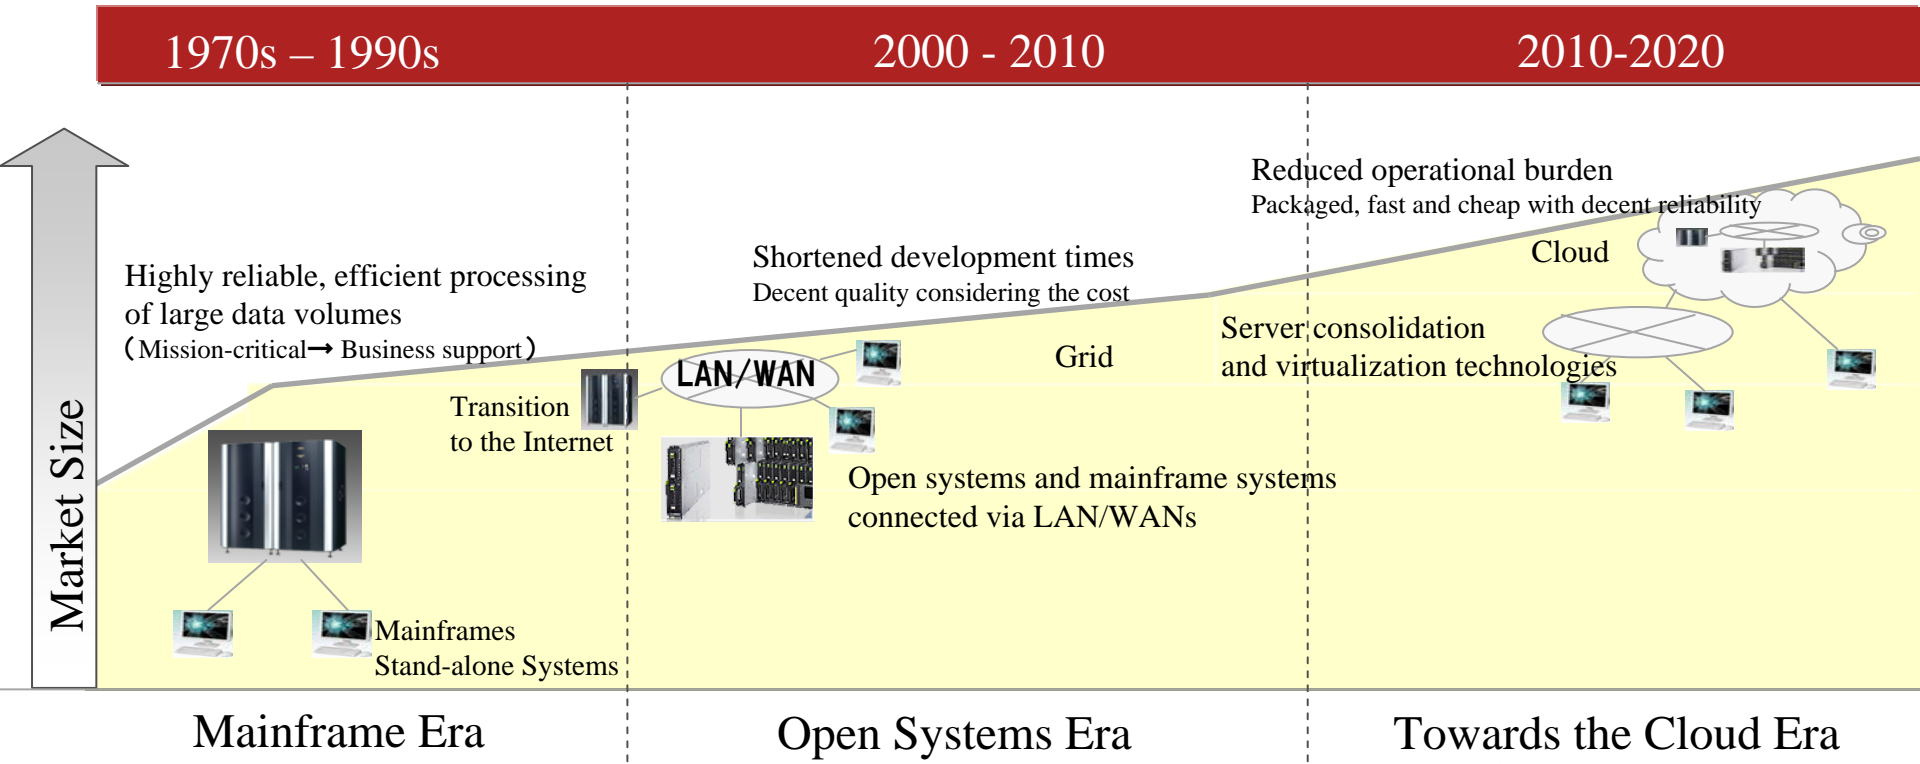 1970s – 1990s
2000 - 2010
2010-2020
Market Size
Highly reliable, efficient processing
of large data volumes
（Mission-critical→ Business support）
Transition
to the Internet
Mainframes
Stand-alone Systems
Shortened development times
Decent quality considering the cost
LAN/WAN
Grid
Open systems and mainframe systems
connected via LAN/WANs
Reduced operational burden
Packaged, fast and cheap with decent reliability
Cloud
Server consolidation
and virtualization technologies
Mainframe Era
Open Systems Era
Towards the Cloud Era